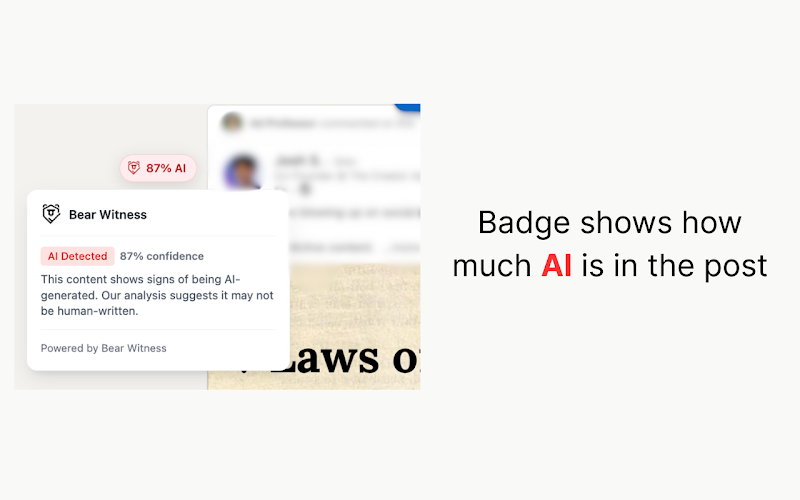 87% AI
Bear Witness
AI Detected 87% confidence
This content shows signs of being AI-
generated. Our analysis suggests it may not
be human-written.
Powered by Bear Witness
Laws
Badge shows how
much AI is in the post